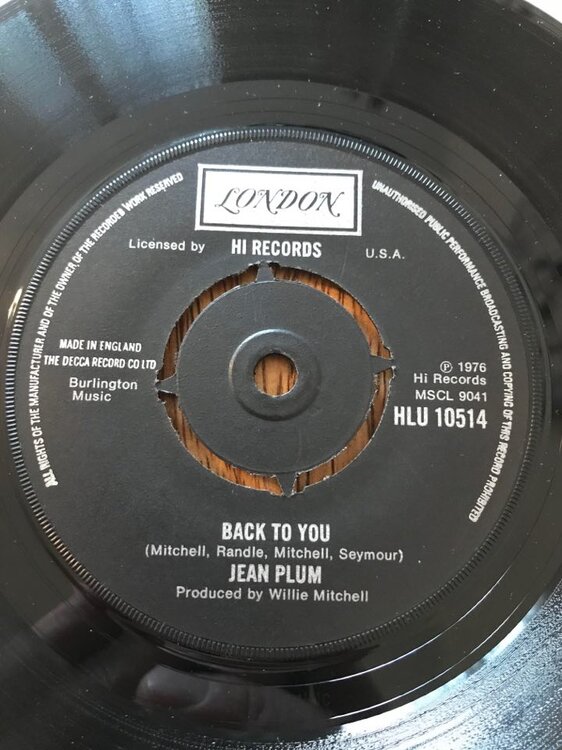 LONDON
Licensed by HI RECORDS U.S.A.
ALL RIGHTS OF THE MANUFACTURER AND OF THE OWNER OF THE RECORDED WORK RESERVED
UNAUTHORISED PUBLIC PERFORMANCE BROADCASTING AND COPYING OF THIS RECORD PROHIBITED
MADE IN ENGLAND
THE DECCA RECORD CO LTD
Burlington
Music
℗ 1976
Hi Records
MSCL 9041
HLU 10514
BACK TO YOU
(Mitchell, Randle, Mitchell, Seymour)
JEAN PLUM
Produced by Willie Mitchell